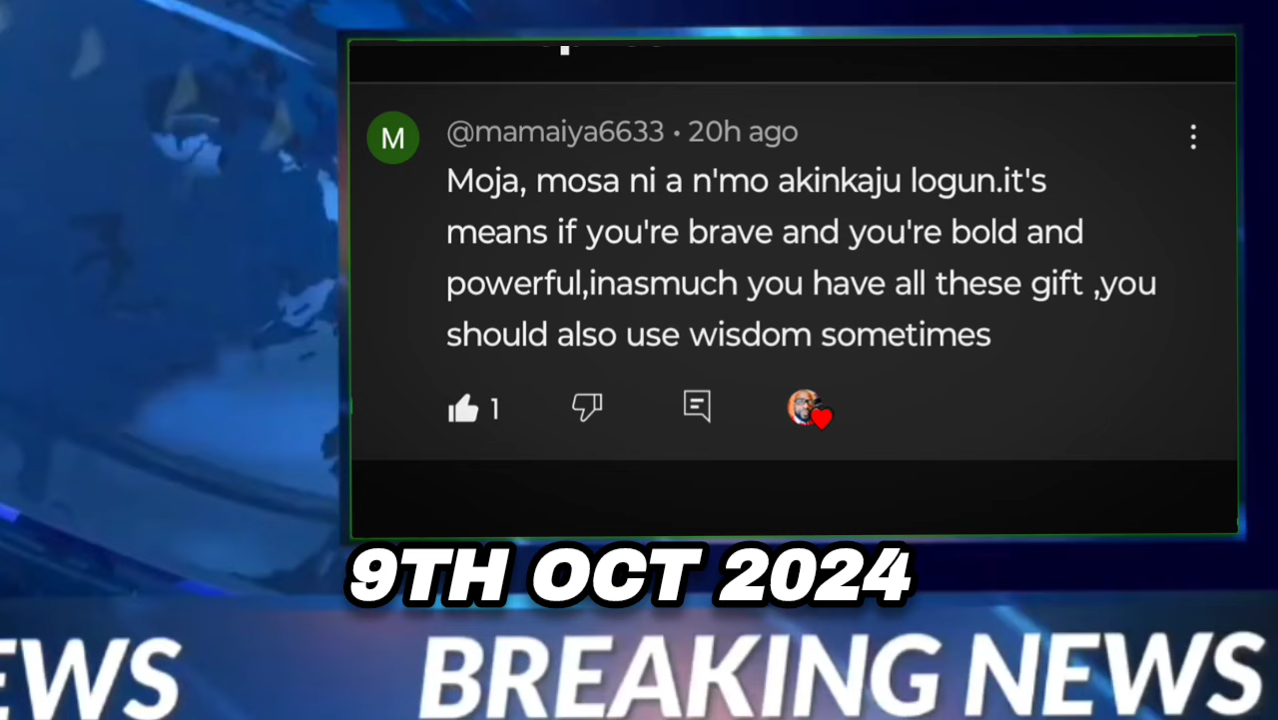 M
@mamaiya6633 • 20h ago
Moja, mosa ni a n'mo akinkaju logun.it's
means if you're brave and you're bold and
powerful,inasmuch you have all these gift ,you
should also use wisdom sometimes
1
9TH OCT 2024
EWS BREAKING NEWS